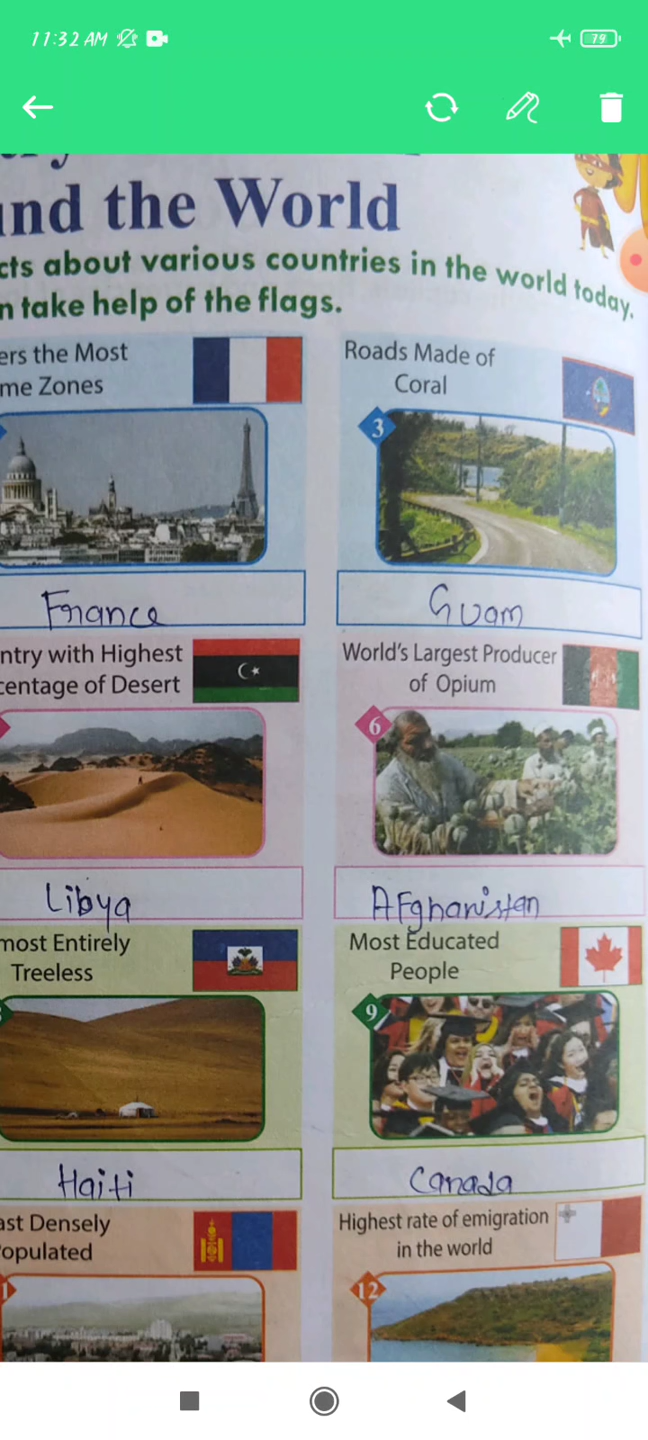 11:32 AM
79
und the World
cts about various countries in the world today.
n take help of the flags.
ers the Most
me Zones
Roads Made of
Coral
3
France
Guam
ntry with Highest
centage of Desert
World's Largest Producer
of Opium
6
Libya
Afghanistan
most Entirely
Treeless
Most Educated
People
9
Haiti
Canada
ast Densely
opulated
Highest rate of emigration
in the world
1
12